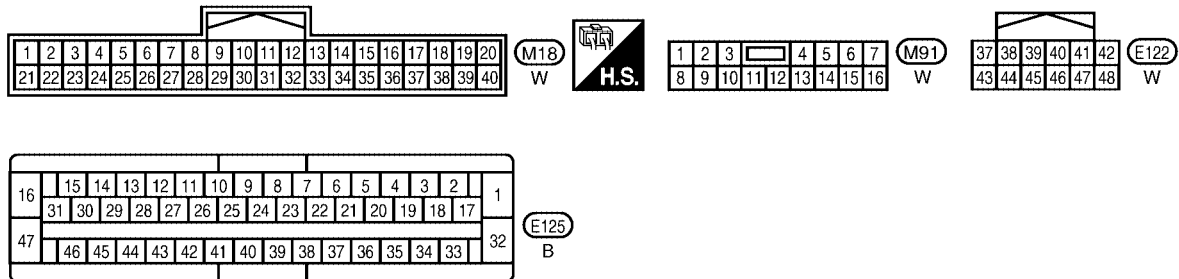 1 2 3 4 5 6 7 8 9 10 11 12 13 14 15 16 17 18 19 20
21 22 23 24 25 26 27 28 29 30 31 32 33 34 35 36 37 38 39 40
M18
W
H.S.
1 2 3 4 5 6 7
8 9 10 11 12 13 14 15 16
M91
W
37 38 39 40 41 42
43 44 45 46 47 48
E122
W
16 15 14 13 12 11 10 9 8 7 6 5 4 3 2 1
31 30 29 28 27 26 25 24 23 22 21 20 19 18 17
47 46 45 44 43 42 41 40 39 38 37 36 35 34 33 32
E125
B